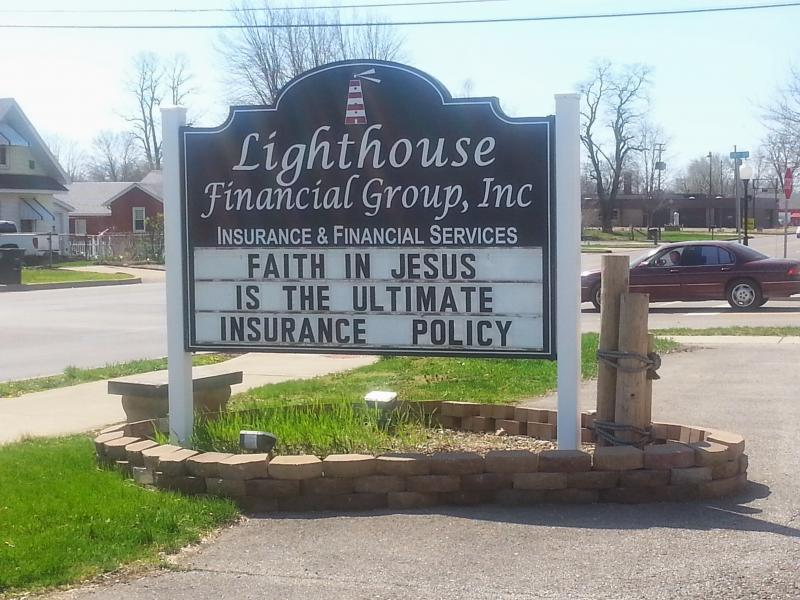 Lighthouse
Financial Group, Inc
INSURANCE & FINANCIAL SERVICES
FAITH IN JESUS
IS THE ULTIMATE
INSURANCE POLICY